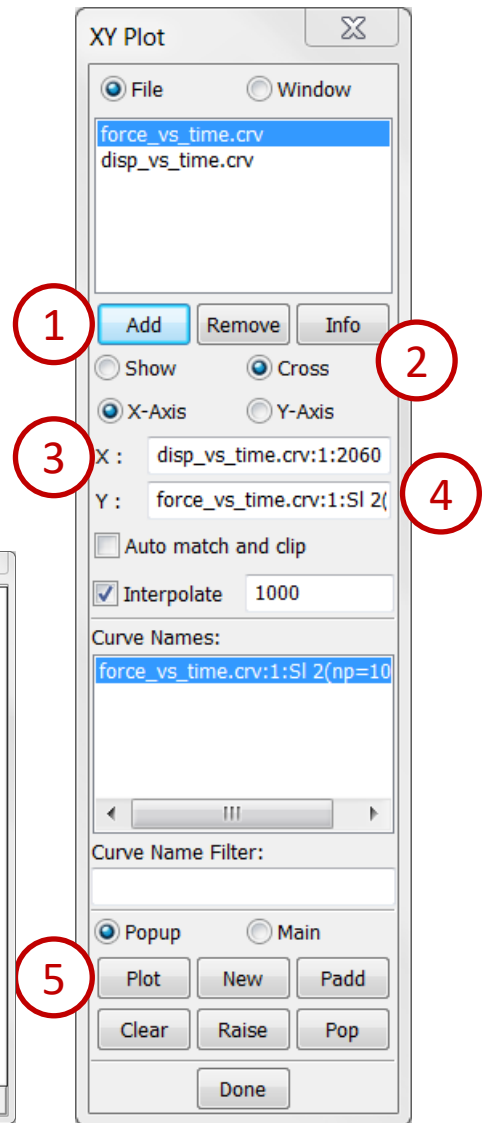 XY Plot
File Window
force_vs_time.crv
disp_vs_time.crv
1 Add Remove Info
Show Cross 2
X-Axis Y-Axis
3 X : disp_vs_time.crv:1:2060
Y : force_vs_time.crv:1:Sl 2( 4
Auto match and clip
Interpolate 1000
Curve Names:
force_vs_time.crv:1:Sl 2(np=10
Curve Name Filter:
Popup Main
5 Plot New Padd
Clear Raise Pop
Done